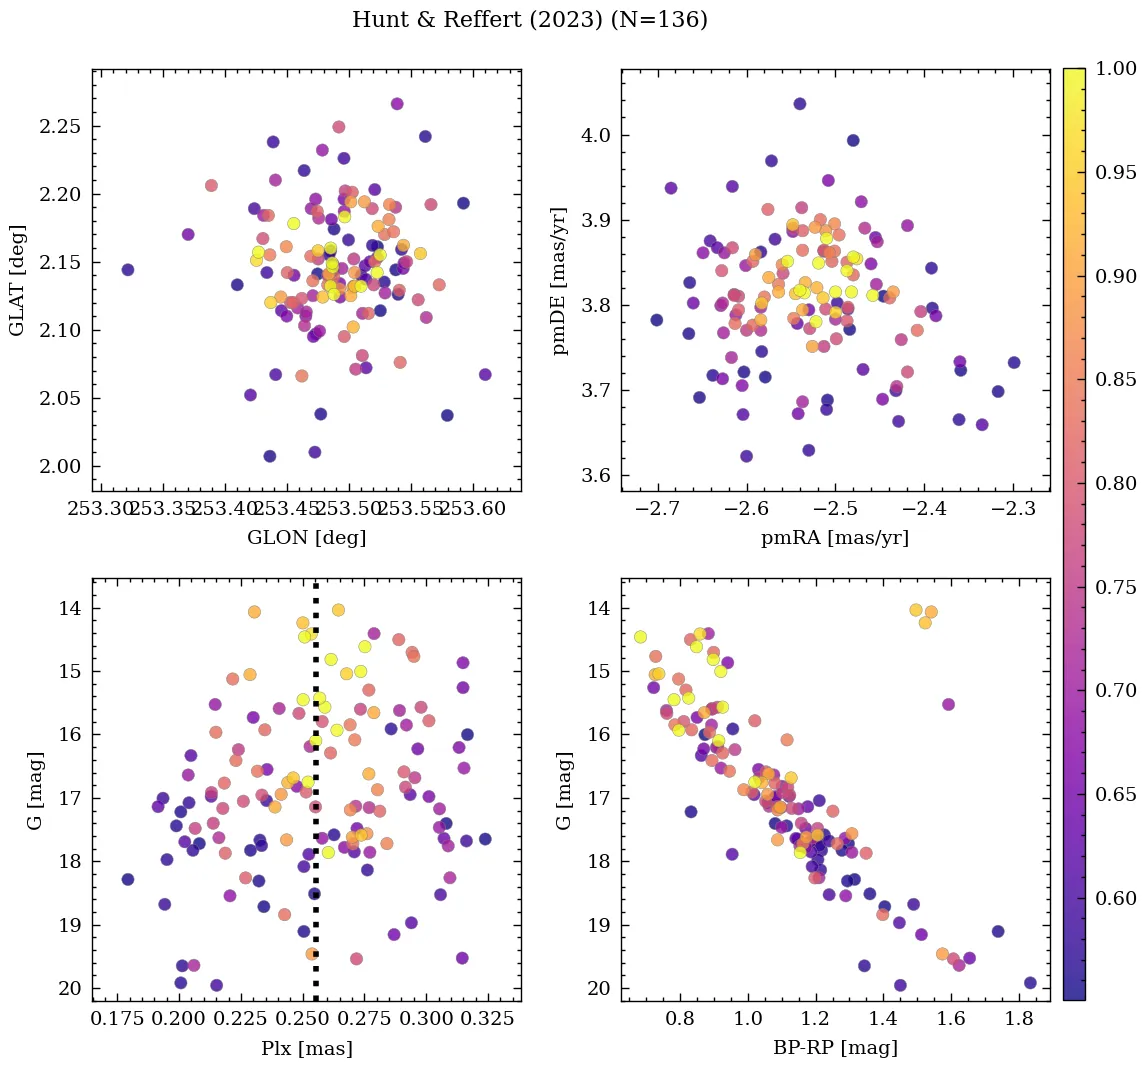 Hunt & Reffert (2023) (N=136)
2.25
2.20
2.15
2.10
2.05
2.00
GLAT [deg]
253.30 253.35 253.40 253.45 253.50 253.55 253.60
GLON [deg]
4.0
3.9
3.8
3.7
3.6
pmDE [mas/yr]
−2.7 −2.6 −2.5 −2.4 −2.3
pmRA [mas/yr]
14
15
16
17
18
19
20
G [mag]
0.175 0.200 0.225 0.250 0.275 0.300 0.325
Plx [mas]
14
15
16
17
18
19
20
G [mag]
0.8 1.0 1.2 1.4 1.6 1.8
BP-RP [mag]
1.00
0.95
0.90
0.85
0.80
0.75
0.70
0.65
0.60